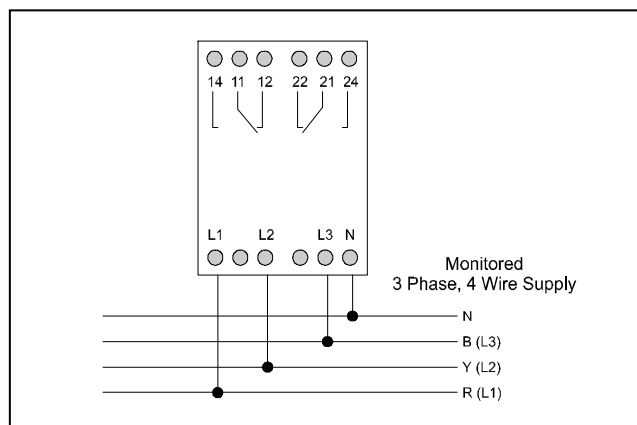 14 11 12 22 21 24
L1 L2 L3 N
Monitored
3 Phase, 4 Wire Supply
N
B (L3)
Y (L2)
R (L1)